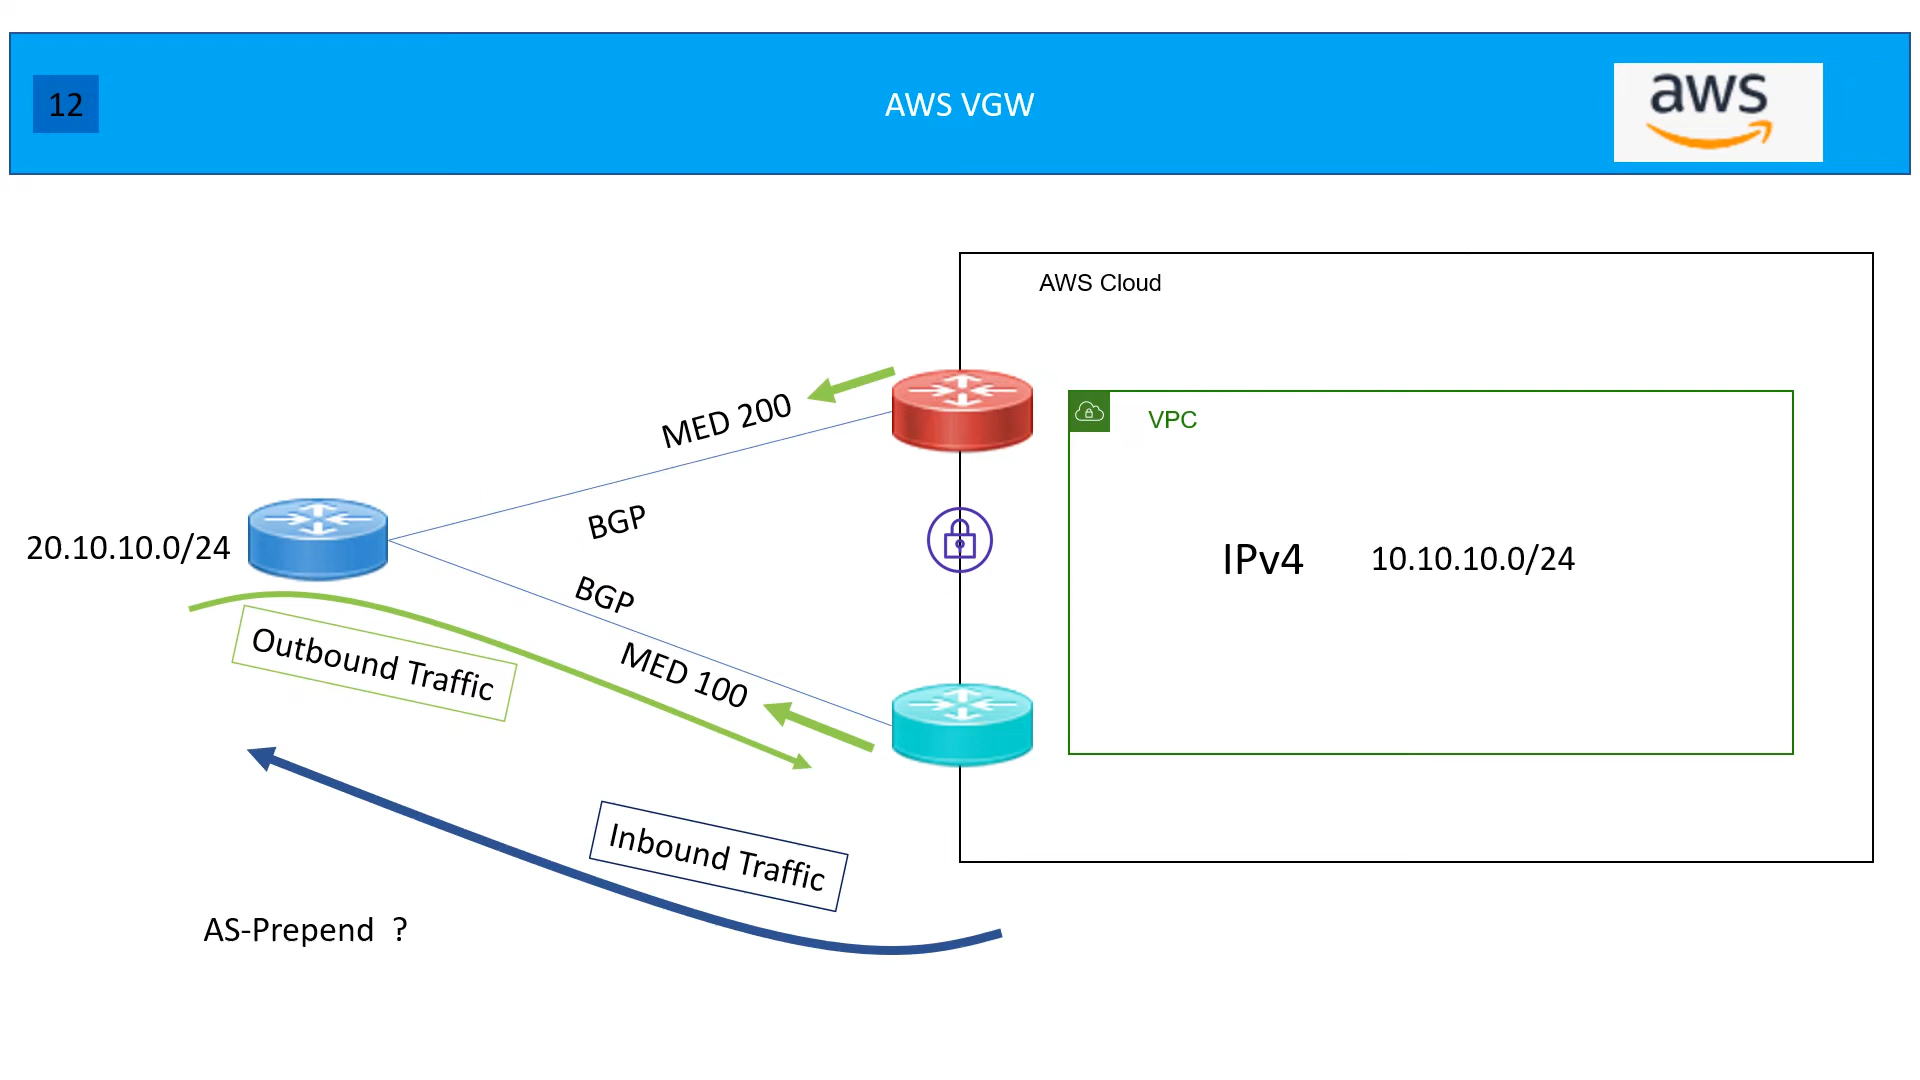 12
AWS VGW
aws
AWS Cloud
MED 200
VPC
BGP
20.10.10.0/24
IPv4
10.10.10.0/24
BGP
MED 100
Outbound Traffic
Inbound Traffic
AS-Prepend ?